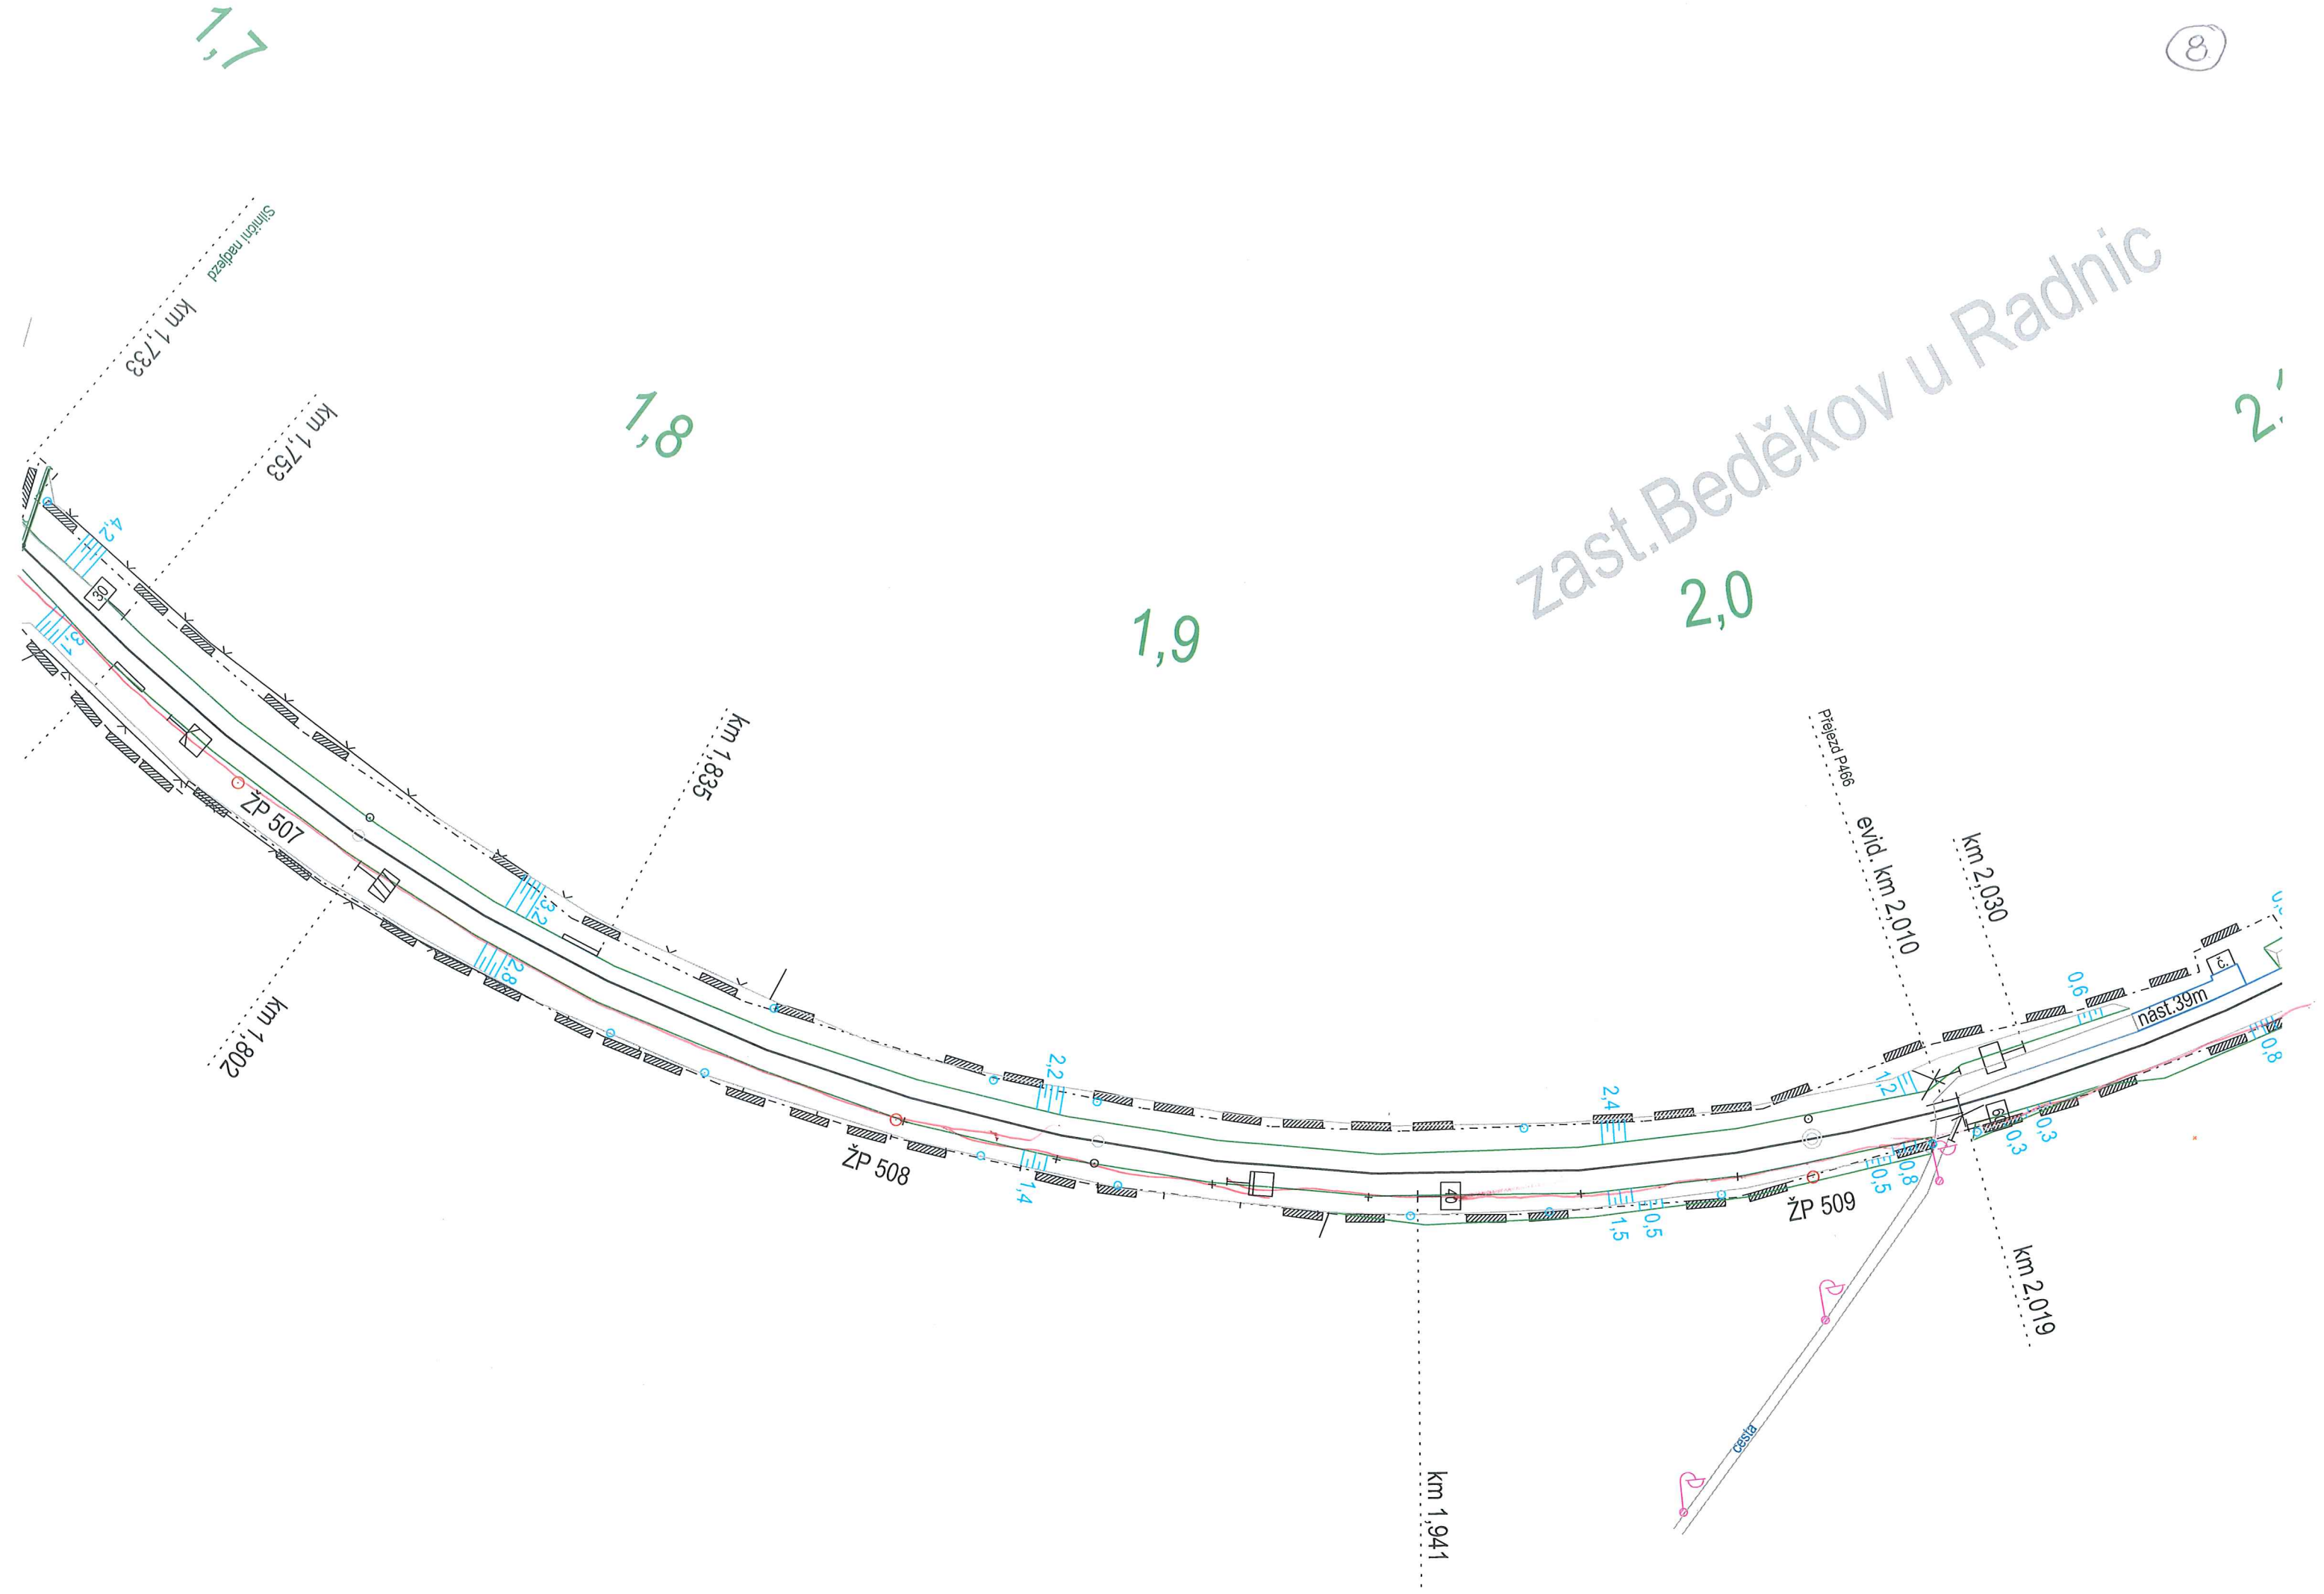 1,7
8
Silniční nadjezd
km 1,733
km 1,753
1,8
zast.Beděkov u Radnic
1,9
2,0
4,2
30
3,1
km 1,835
Přejezd P466
evid. km 2,010
km 2,030
ŽP 507
3,2
2,8
km 1,802
2,2
2,4
1,2
0,6
č.
nást.39m
60
0,3
0,3
0,8
ŽP 508
1,4
40
1,5
0,5
ŽP 509
0,5
0,8
km 2,019
km 1,941
cesta